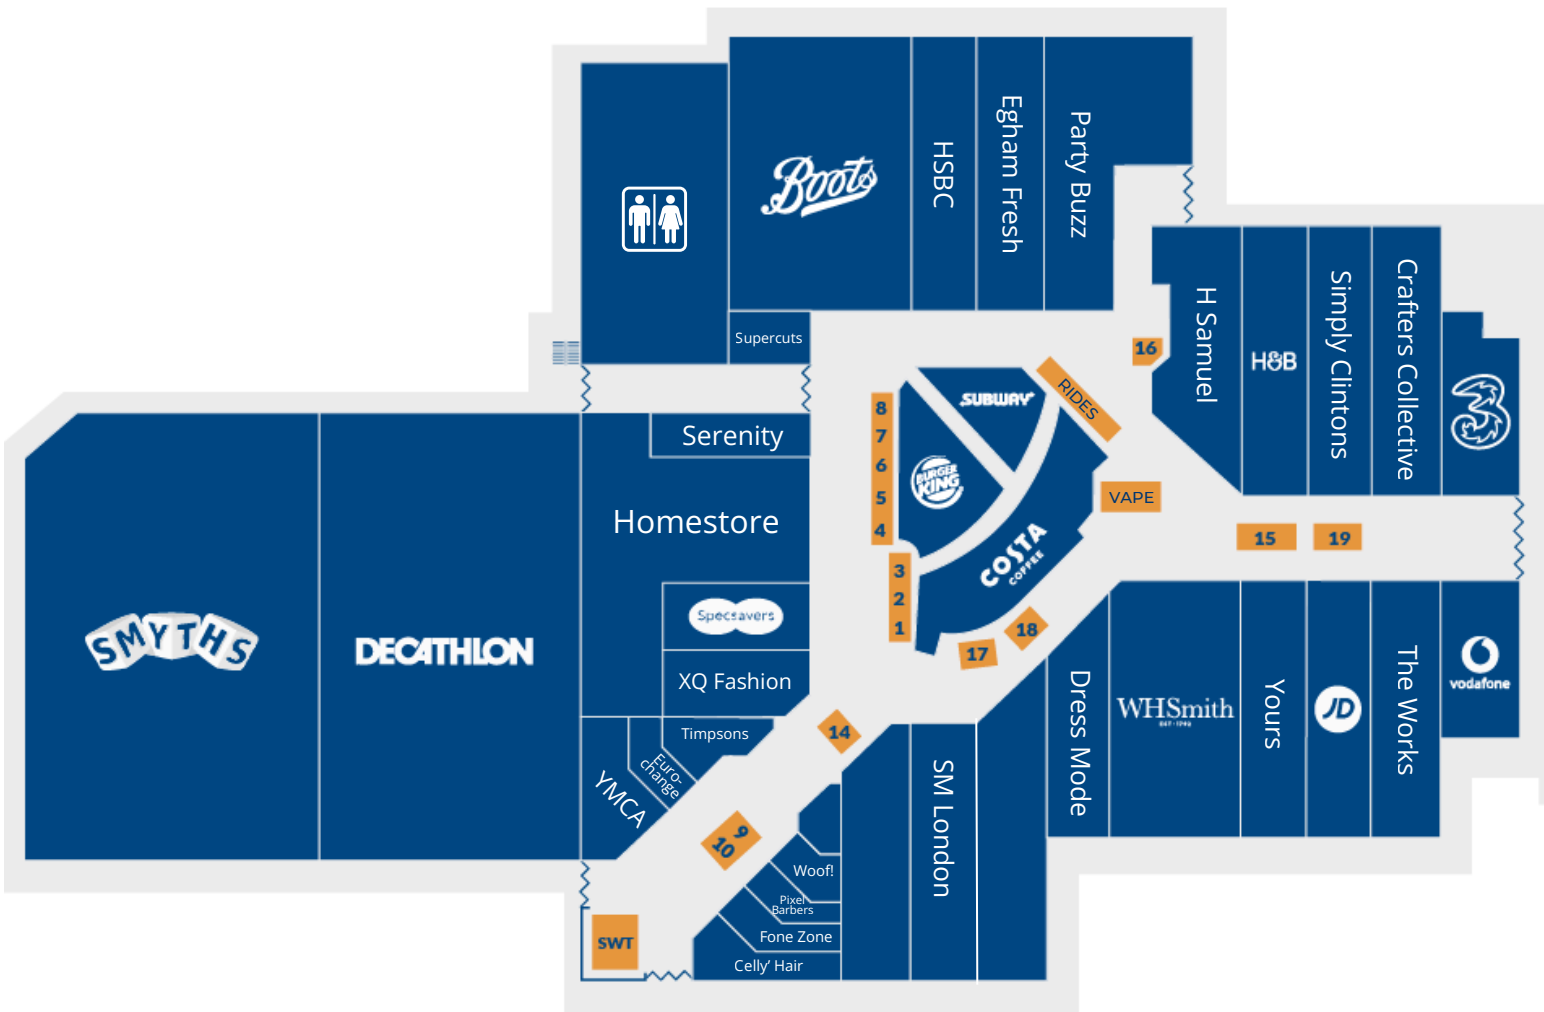 Boots
HSBC
Egham Fresh
Party Buzz
Supercuts
H Samuel
H&B
Simply Clintons
Crafters Collective
3
16
RIDES
SUBWAY
8
7
6
5
4
BURGER
KING
VAPE
Serenity
Homestore
COSTA
COFFEE
15
19
3
2
1
18
17
SMYTHS
DECATHLON
Specsavers
XQ Fashion
Timpsons
Euro-
change
YMCA
14
9
10
SM London
Dress Mode
WHSmith
EST · 1792
Yours
JD
The Works
vodafone
Woof!
Pixel
Barbers
Fone Zone
Celly' Hair
SWT